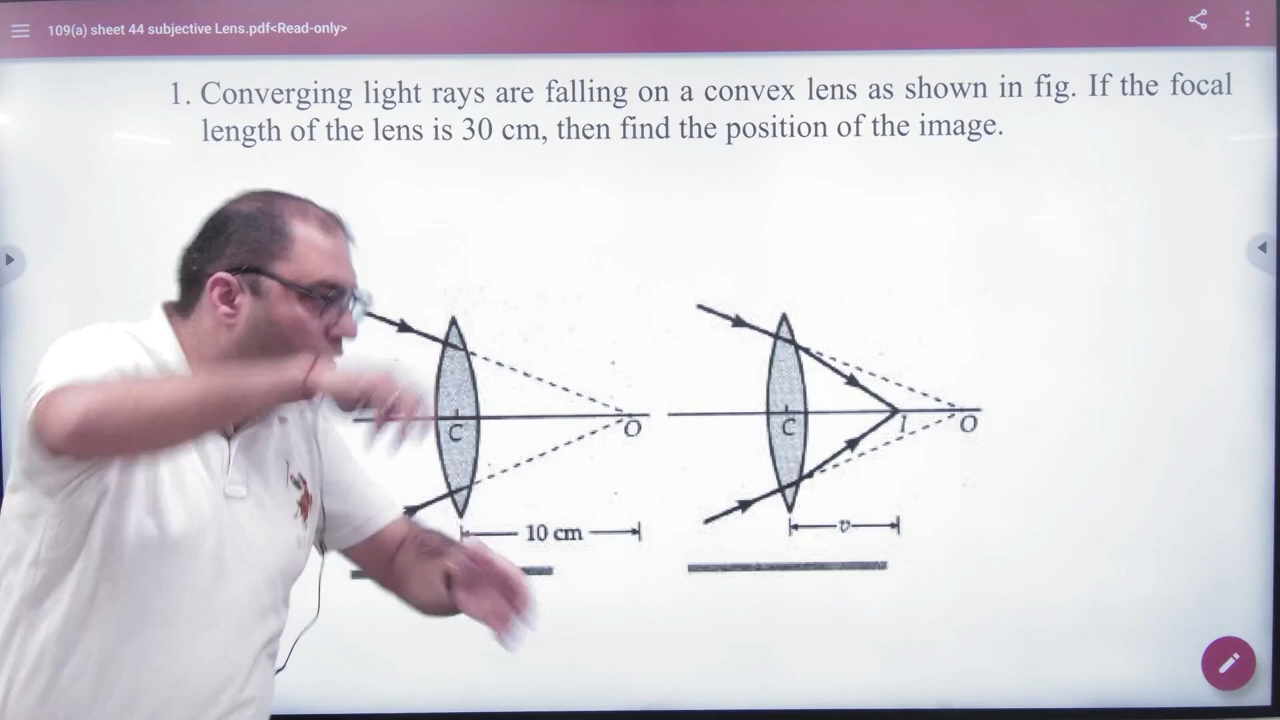 109(a) sheet 44 subjective Lens.pdf<Read-only>
1. Converging light rays are falling on a convex lens as shown in fig. If the focal
length of the lens is 30 cm, then find the position of the image.
C
O
10 cm
C
I
O
v